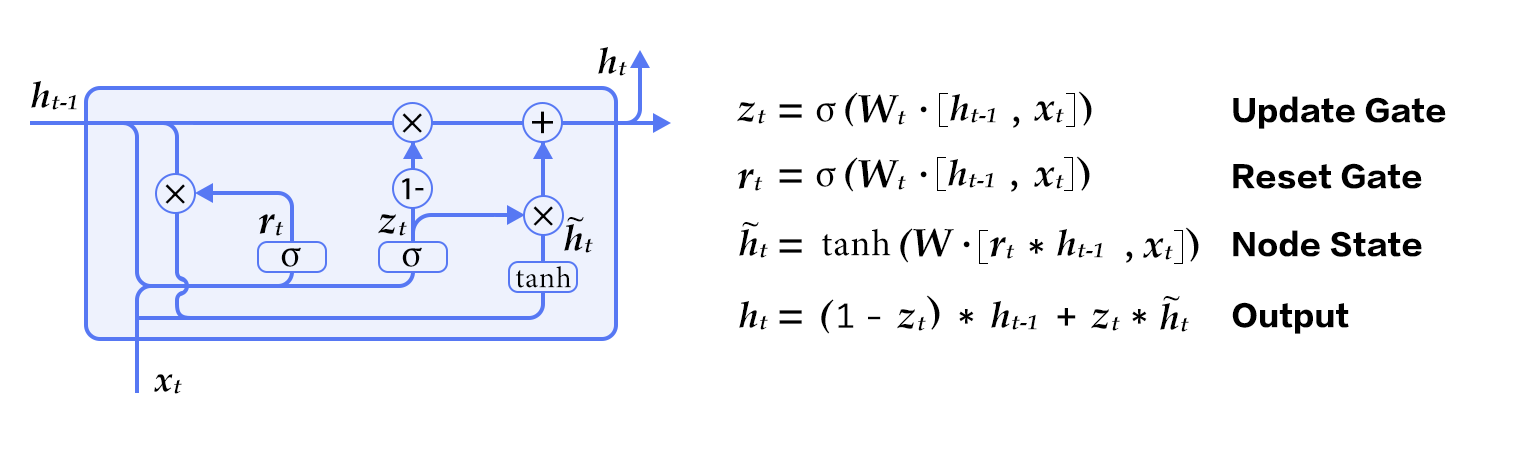 h_t
h_{t-1}
× +
× 1-
r_t z_t × h̃_t
σ σ tanh
x_t
z_t = σ (W_t · [h_{t-1} , x_t]) Update Gate
r_t = σ (W_t · [h_{t-1} , x_t]) Reset Gate
h̃_t = tanh (W · [r_t * h_{t-1} , x_t]) Node State
h_t = (1 - z_t) * h_{t-1} + z_t * h̃_t Output